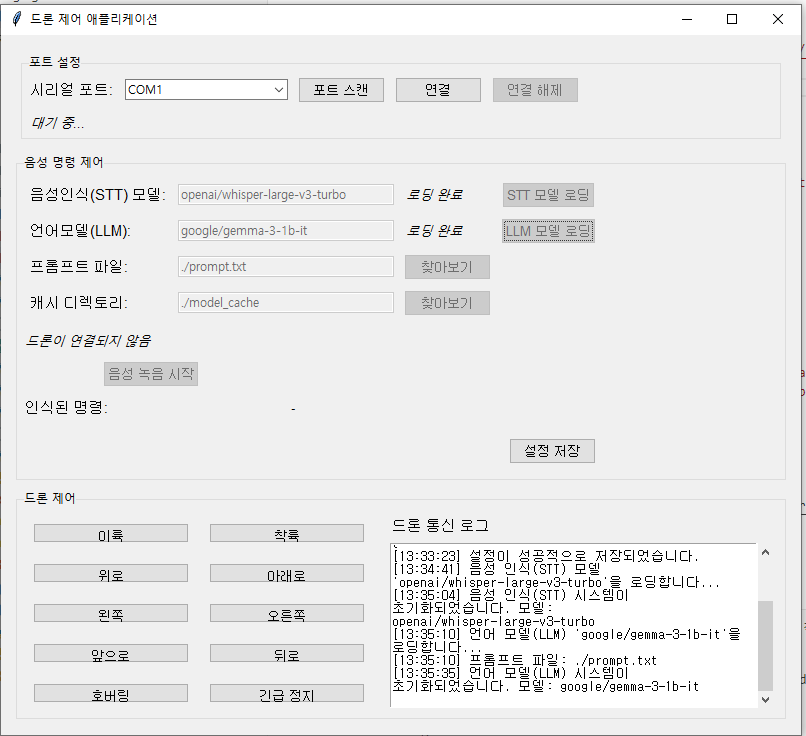 드론 제어 애플리케이션
포트 설정
시리얼 포트: COM1 포트 스캔 연결 연결 해제
대기 중...
음성 명령 제어
음성인식(STT) 모델: openai/whisper-large-v3-turbo 로딩 완료 STT 모델 로딩
언어모델(LLM): google/gemma-3-1b-it 로딩 완료 LLM 모델 로딩
프롬프트 파일: ./prompt.txt 찾아보기
캐시 디렉토리: ./model_cache 찾아보기
드론이 연결되지 않음
음성 녹음 시작
인식된 명령: -
설정 저장
드론 제어
이륙 착륙
위로 아래로
왼쪽 오른쪽
앞으로 뒤로
호버링 긴급 정지
드론 통신 로그
[13:33:23] 설정이 성공적으로 저장되었습니다.
[13:34:41] 음성 인식(STT) 모델
'openai/whisper-large-v3-turbo'을 로딩합니다...
[13:35:04] 음성 인식(STT) 시스템이
초기화되었습니다. 모델:
openai/whisper-large-v3-turbo
[13:35:10] 언어 모델(LLM) 'google/gemma-3-1b-it'을
로딩합니다...
[13:35:10] 프롬프트 파일: ./prompt.txt
[13:35:35] 언어 모델(LLM) 시스템이
초기화되었습니다. 모델: google/gemma-3-1b-it